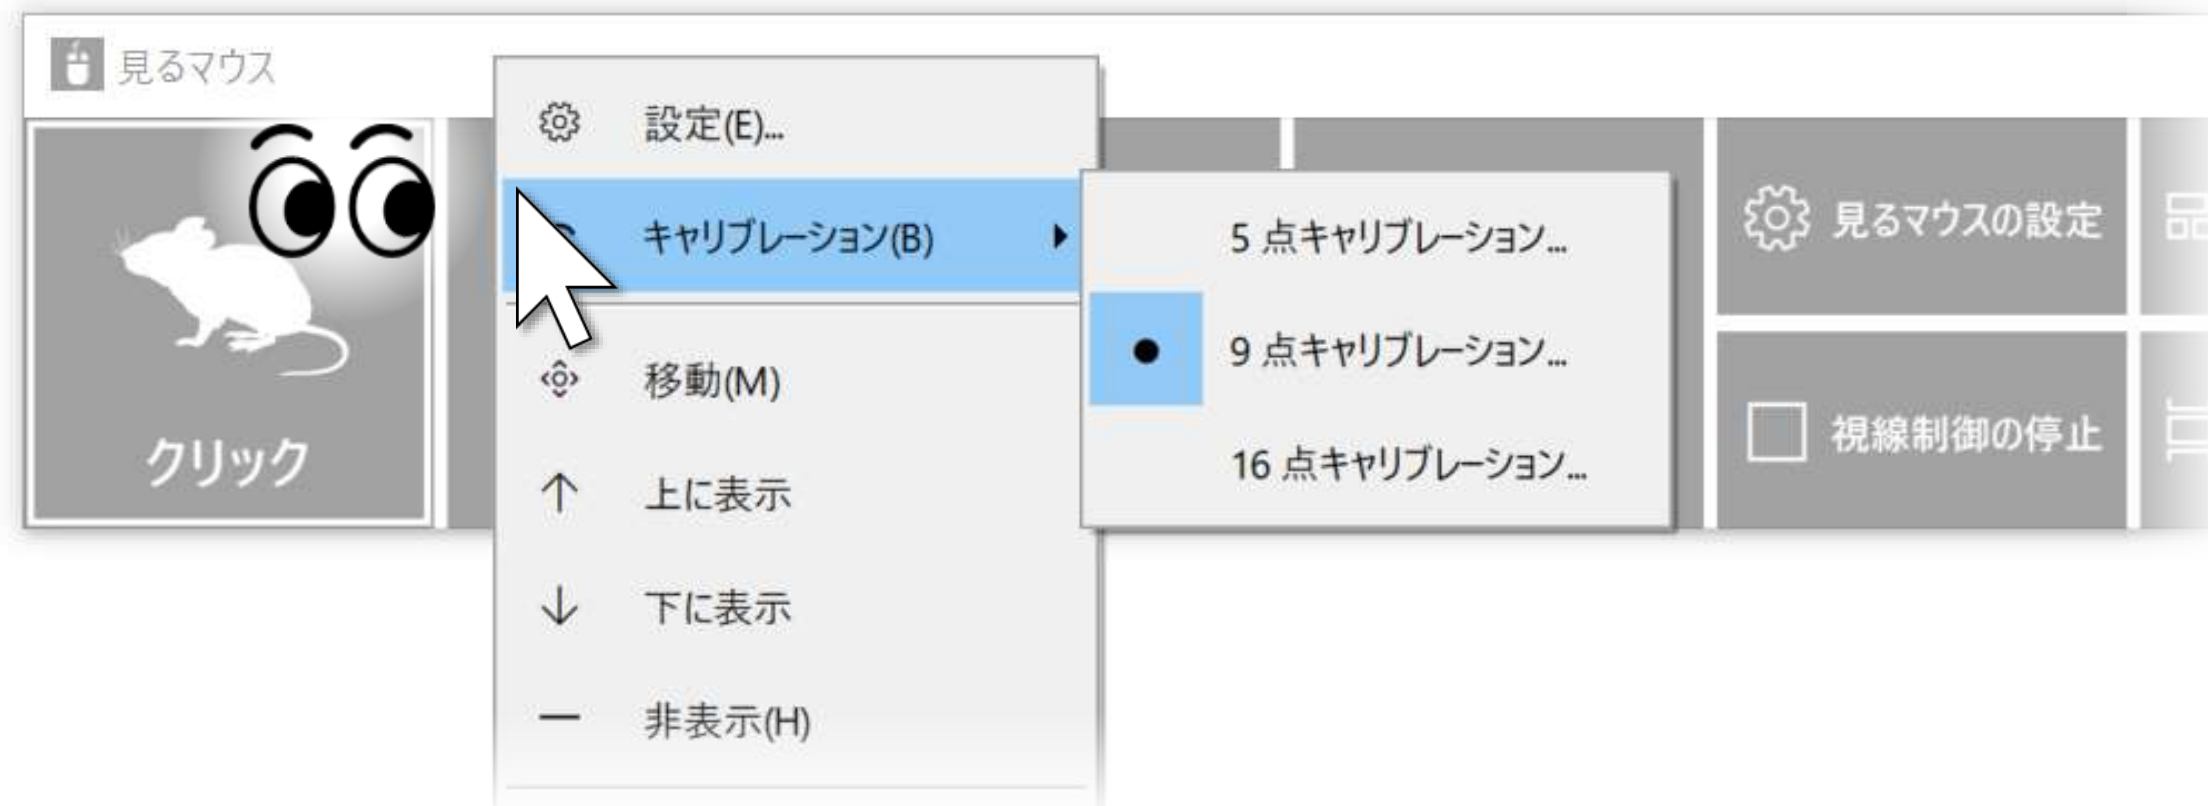 見るマウス
クリック
設定(E)...
キャリブレーション(B)
移動(M)
上に表示
下に表示
非表示(H)
5 点キャリブレーション...
9 点キャリブレーション...
16 点キャリブレーション...
見るマウスの設定
視線制御の停止